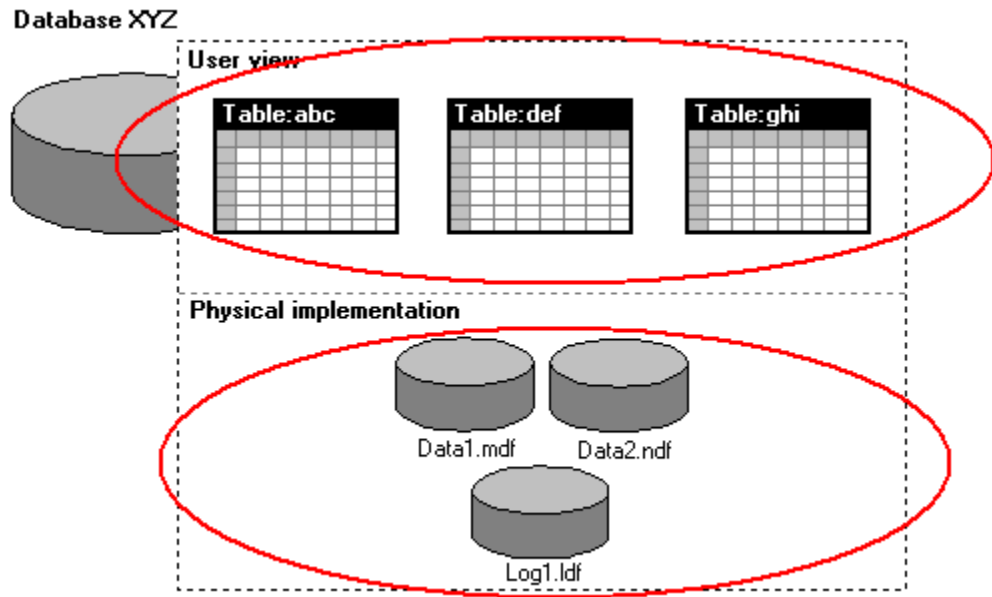 Database XYZ
User view
Table:abc
Table:def
Table:ghi
Physical implementation
Data1.mdf
Data2.ndf
Log1.ldf